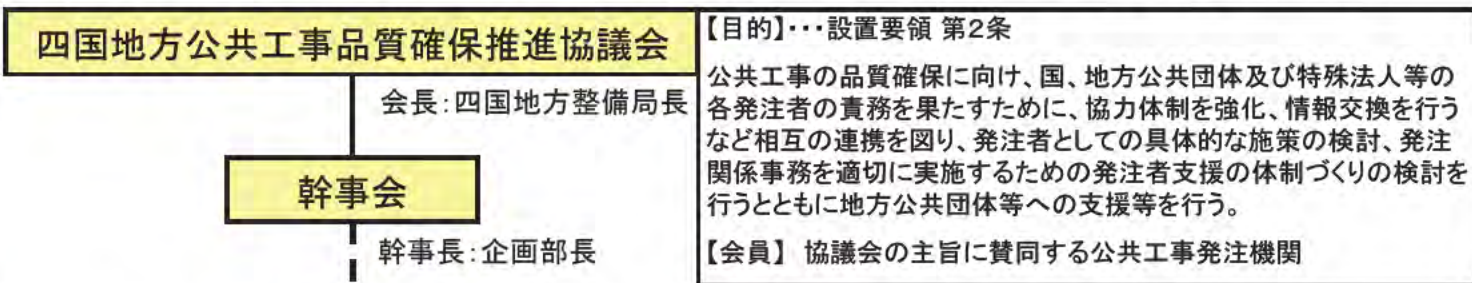 四国地方公共工事品質確保推進協議会
会長：四国地方整備局長
幹事会
幹事長：企画部長
【目的】･･･設置要領 第２条
公共工事の品質確保に向け、国、地方公共団体及び特殊法人等の
各発注者の責務を果たすために、協力体制を強化、情報交換を行う
など相互の連携を図り、発注者としての具体的な施策の検討、発注
関係事務を適切に実施するための発注者支援の体制づくりの検討を
行うとともに地方公共団体等への支援等を行う。
【会員】 協議会の主旨に賛同する公共工事発注機関